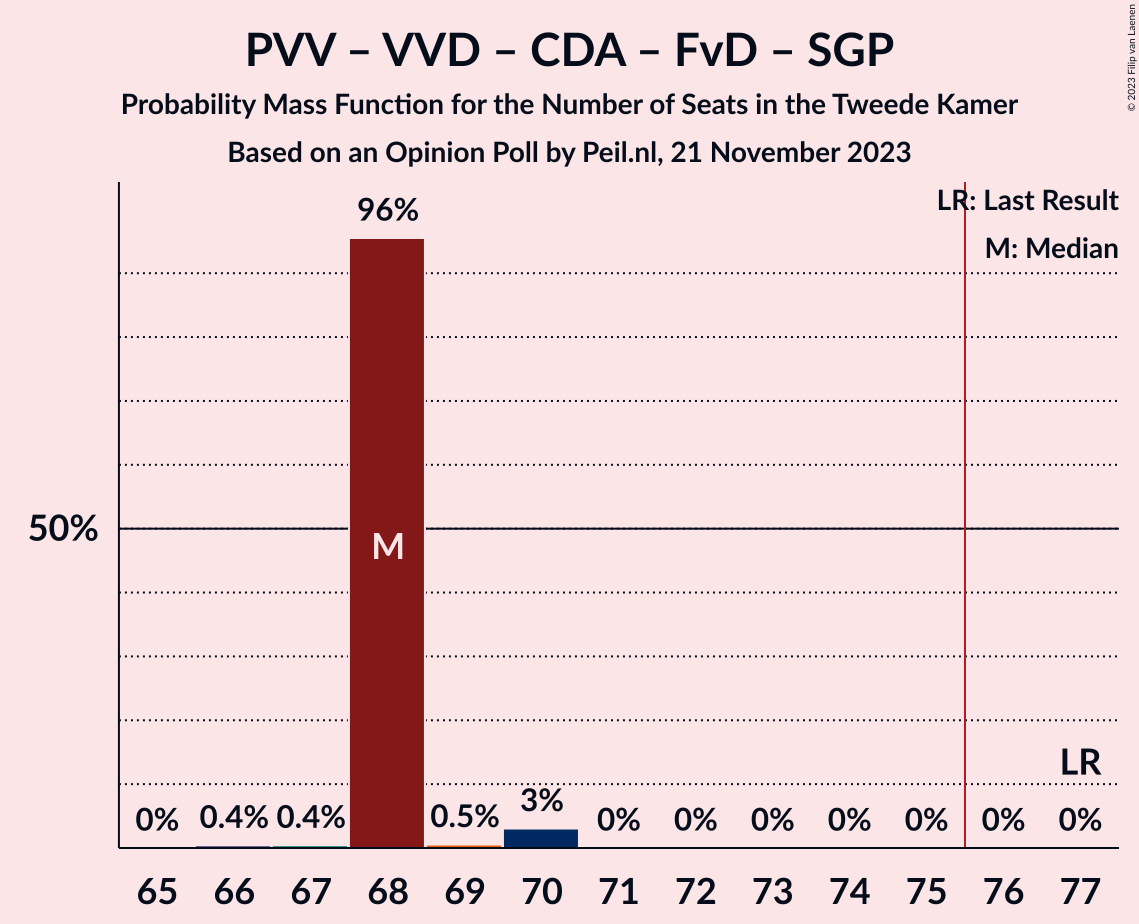 PVV – VVD – CDA – FvD – SGP
Probability Mass Function for the Number of Seats in the Tweede Kamer
Based on an Opinion Poll by Peil.nl, 21 November 2023
© 2023 Filip van Laenen
LR: Last Result
M: Median
96%
50%
M
LR
0% 0.4% 0.4% 0.5% 3% 0% 0% 0% 0% 0% 0% 0%
65 66 67 68 69 70 71 72 73 74 75 76 77